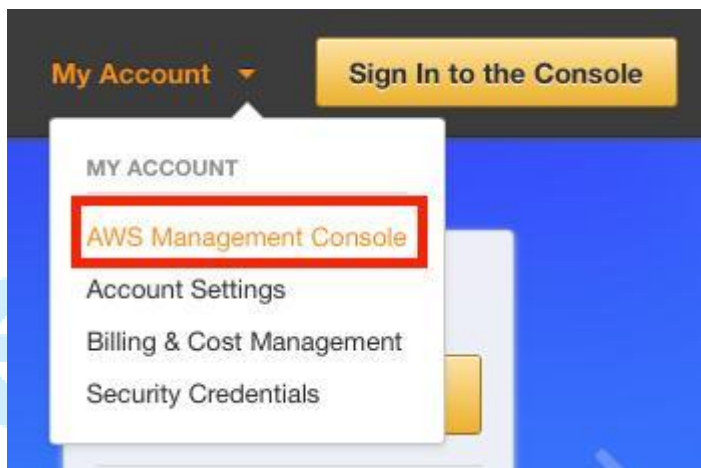 My Account
Sign In to the Console
MY ACCOUNT
AWS Management Console
Account Settings
Billing & Cost Management
Security Credentials